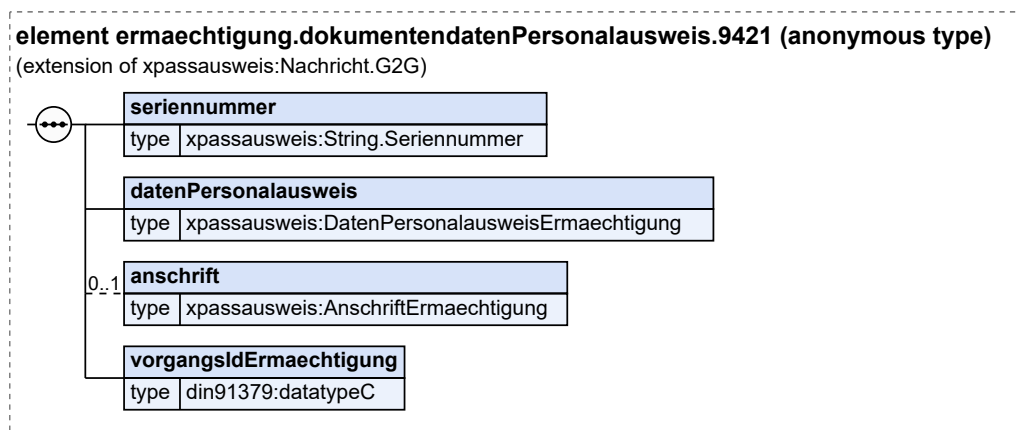 element ermaechtigung.dokumentendatenPersonalausweis.9421 (anonymous type)
(extension of xpassausweis:Nachricht.G2G)
seriennummer
type xpassausweis:String.Seriennummer
datenPersonalausweis
type xpassausweis:DatenPersonalausweisErmaechtigung
0..1 anschrift
type xpassausweis:AnschriftErmaechtigung
vorgangsIdErmaechtigung
type din91379:datatypeC